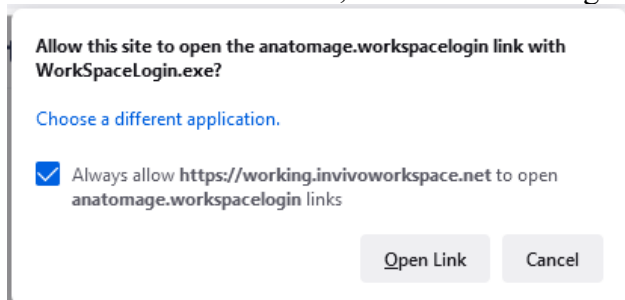 Allow this site to open the anatomage.workspacelogin link with
WorkSpaceLogin.exe?
Choose a different application.
Always allow https://working.invivoworkspace.net to open
anatomage.workspacelogin links
Open Link
Cancel